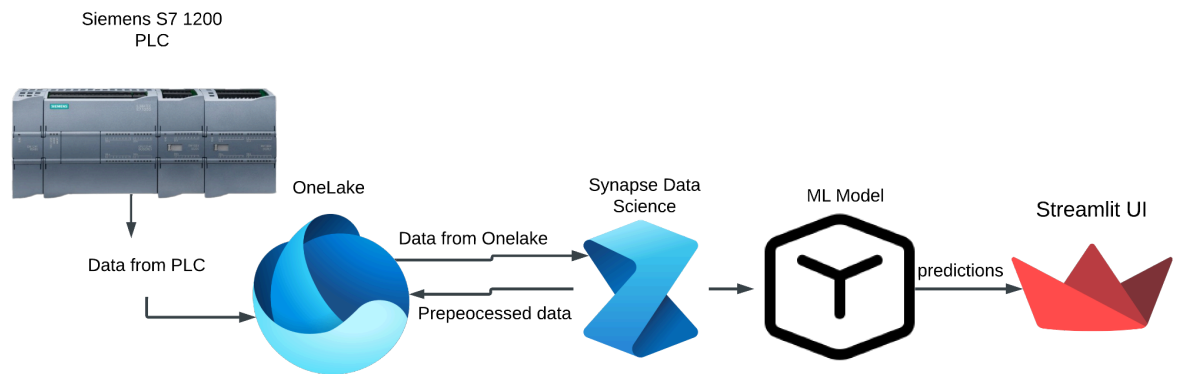 Siemens S7 1200
PLC
SIEMENS
OneLake
Data from PLC
Data from Onelake
Prepeocessed data
Synapse Data
Science
ML Model
predictions
Streamlit UI